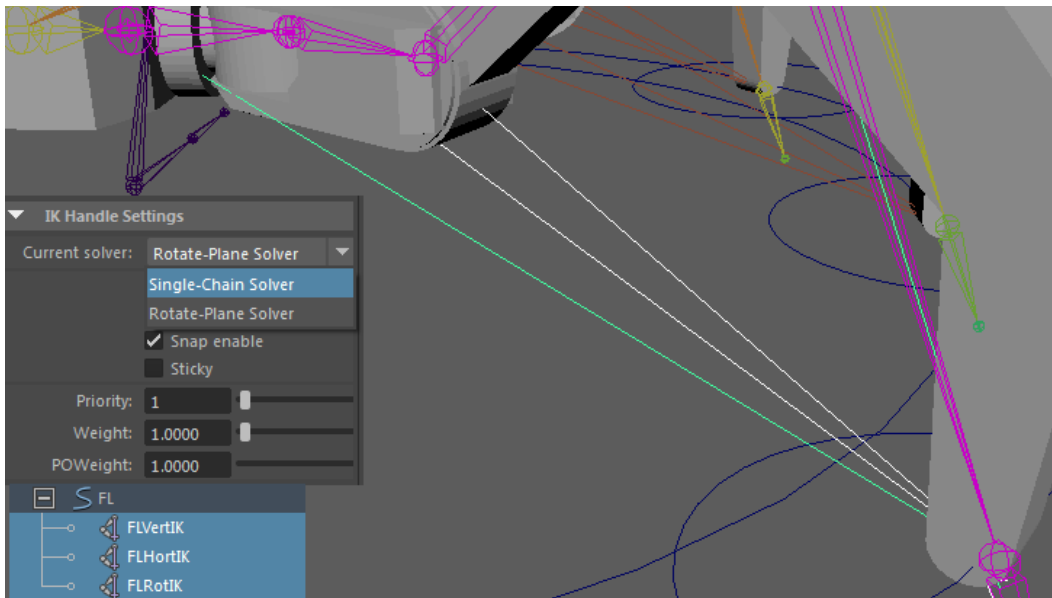 IK Handle Settings
Current solver: Rotate-Plane Solver
Single-Chain Solver
Rotate-Plane Solver
Snap enable
Sticky
Priority: 1
Weight: 1.0000
POWeight: 1.0000
FL
FLVertIK
FLHortIK
FLRotIK